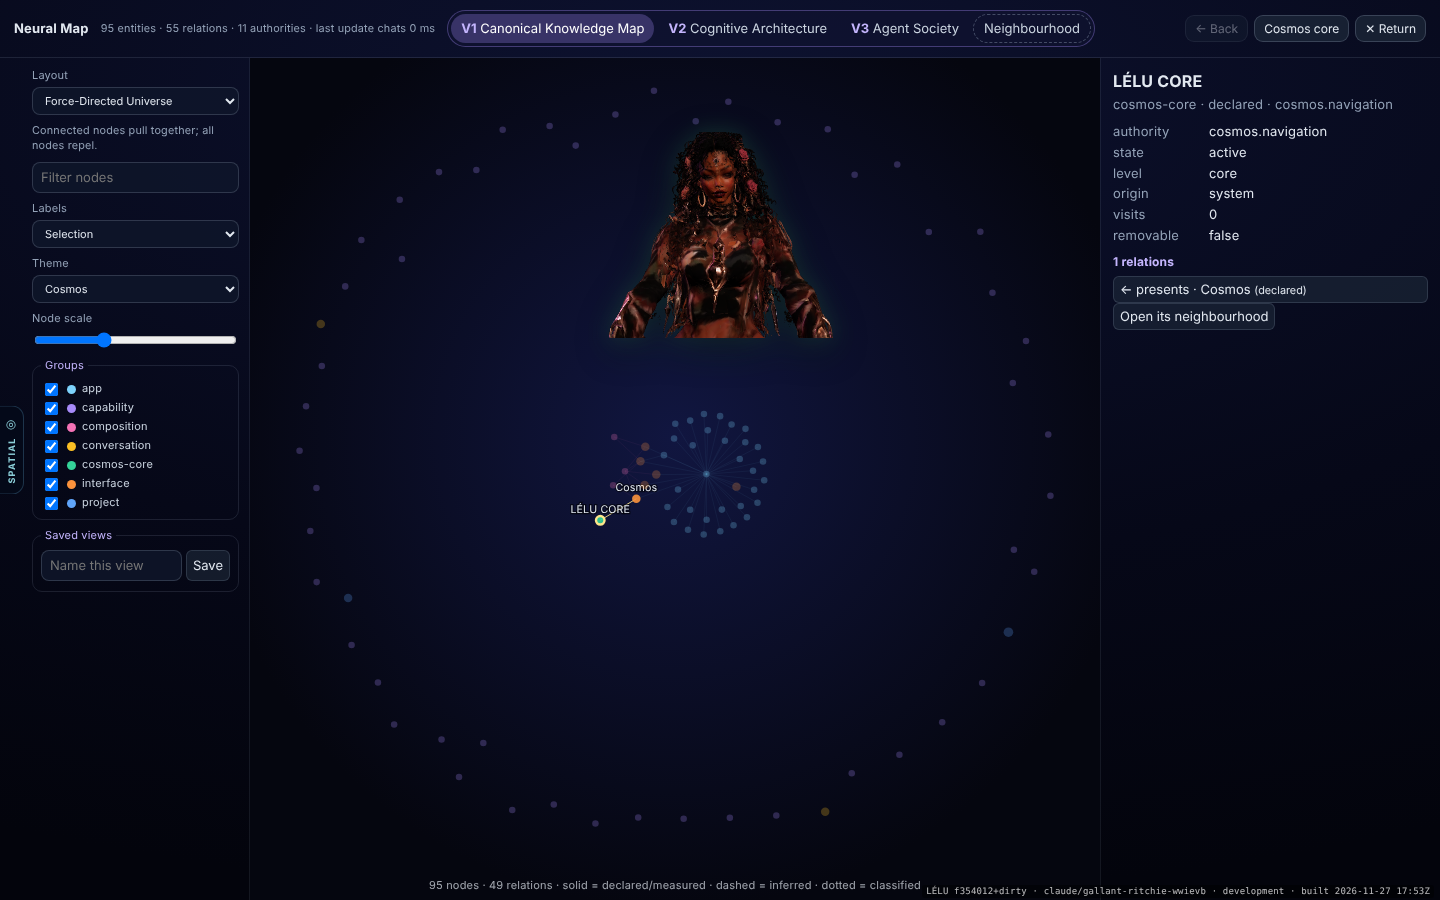 Neural Map
95 entities · 55 relations · 11 authorities · last update chats 0 ms
V1 Canonical Knowledge Map
V2 Cognitive Architecture
V3 Agent Society
Neighbourhood
← Back
Cosmos core
✕ Return
Layout
Force-Directed Universe
Connected nodes pull together; all
nodes repel.
Filter nodes
Labels
Selection
Theme
Cosmos
Node scale
Groups
app
capability
composition
conversation
cosmos-core
interface
project
Saved views
Name this view
Save
SPATIAL ◎
Cosmos
LÉLU CORE
95 nodes · 49 relations · solid = declared/measured · dashed = inferred · dotted = classified
LÉLU CORE
cosmos-core · declared · cosmos.navigation
authority cosmos.navigation
state active
level core
origin system
visits 0
removable false
1 relations
← presents · Cosmos (declared)
Open its neighbourhood
LÉLU f354012+dirty · claude/gallant-ritchie-wwievb · development · built 2026-11-27 17:53Z